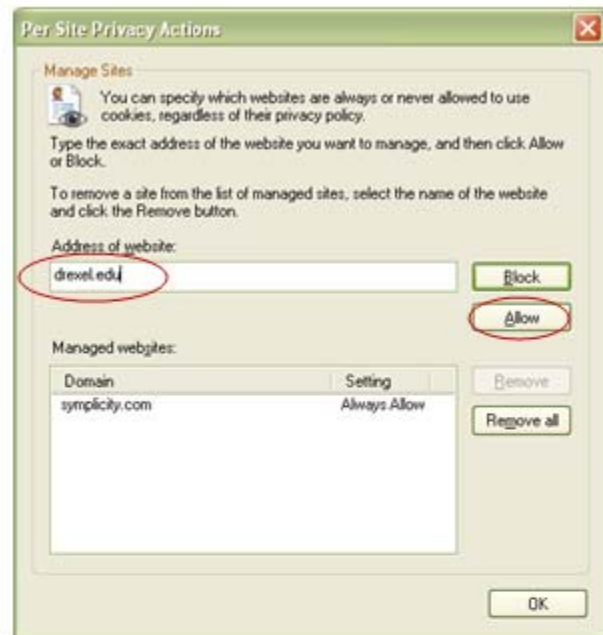 Per Site Privacy Actions
Manage Sites
You can specify which websites are always or never allowed to use
cookies, regardless of their privacy policy.
Type the exact address of the website you want to manage, and then click Allow
or Block.
To remove a site from the list of managed sites, select the name of the website
and click the Remove button.
Address of website:
drexel.edu
Block
Allow
Managed websites:
Domain Setting
Remove
symplicity.com Always Allow
Remove all
OK